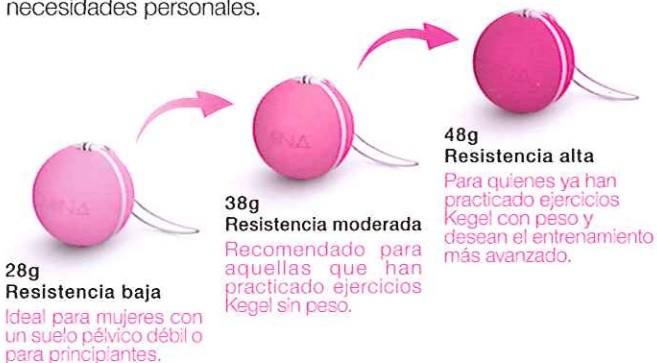 necesidades personales.
28g
Resistencia baja
Ideal para mujeres con
un suelo pélvico débil o
para principiantes.
38g
Resistencia moderada
Recomendado para
aquellas que han
practicado ejercicios
Kegel sin peso.
48g
Resistencia alta
Para quienes ya han
practicado ejercicios
Kegel con peso y
desean el entrenamiento
más avanzado.